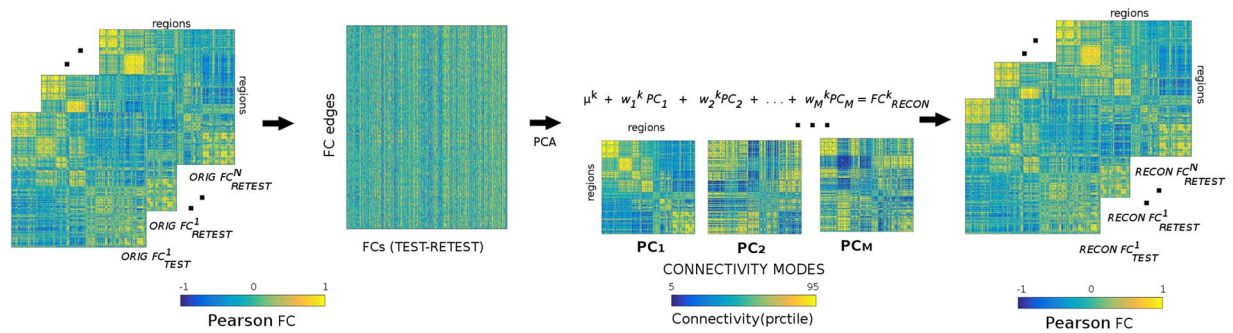 regions
regions
ORIG FC^N_RETEST
ORIG FC^1_RETEST
ORIG FC^1_TEST
-1 0 1
Pearson FC
FC edges
FCs (TEST-RETEST)
PCA
μ^k + w_1^k PC_1 + w_2^k PC_2 + . . . + w_M^k PC_M = FC^k_RECON
regions
regions
PC1 PC2 PCM
CONNECTIVITY MODES
5 95
Connectivity(prctile)
regions
regions
RECON FC^N_RETEST
RECON FC^1_RETEST
RECON FC^1_TEST
-1 0 1
Pearson FC